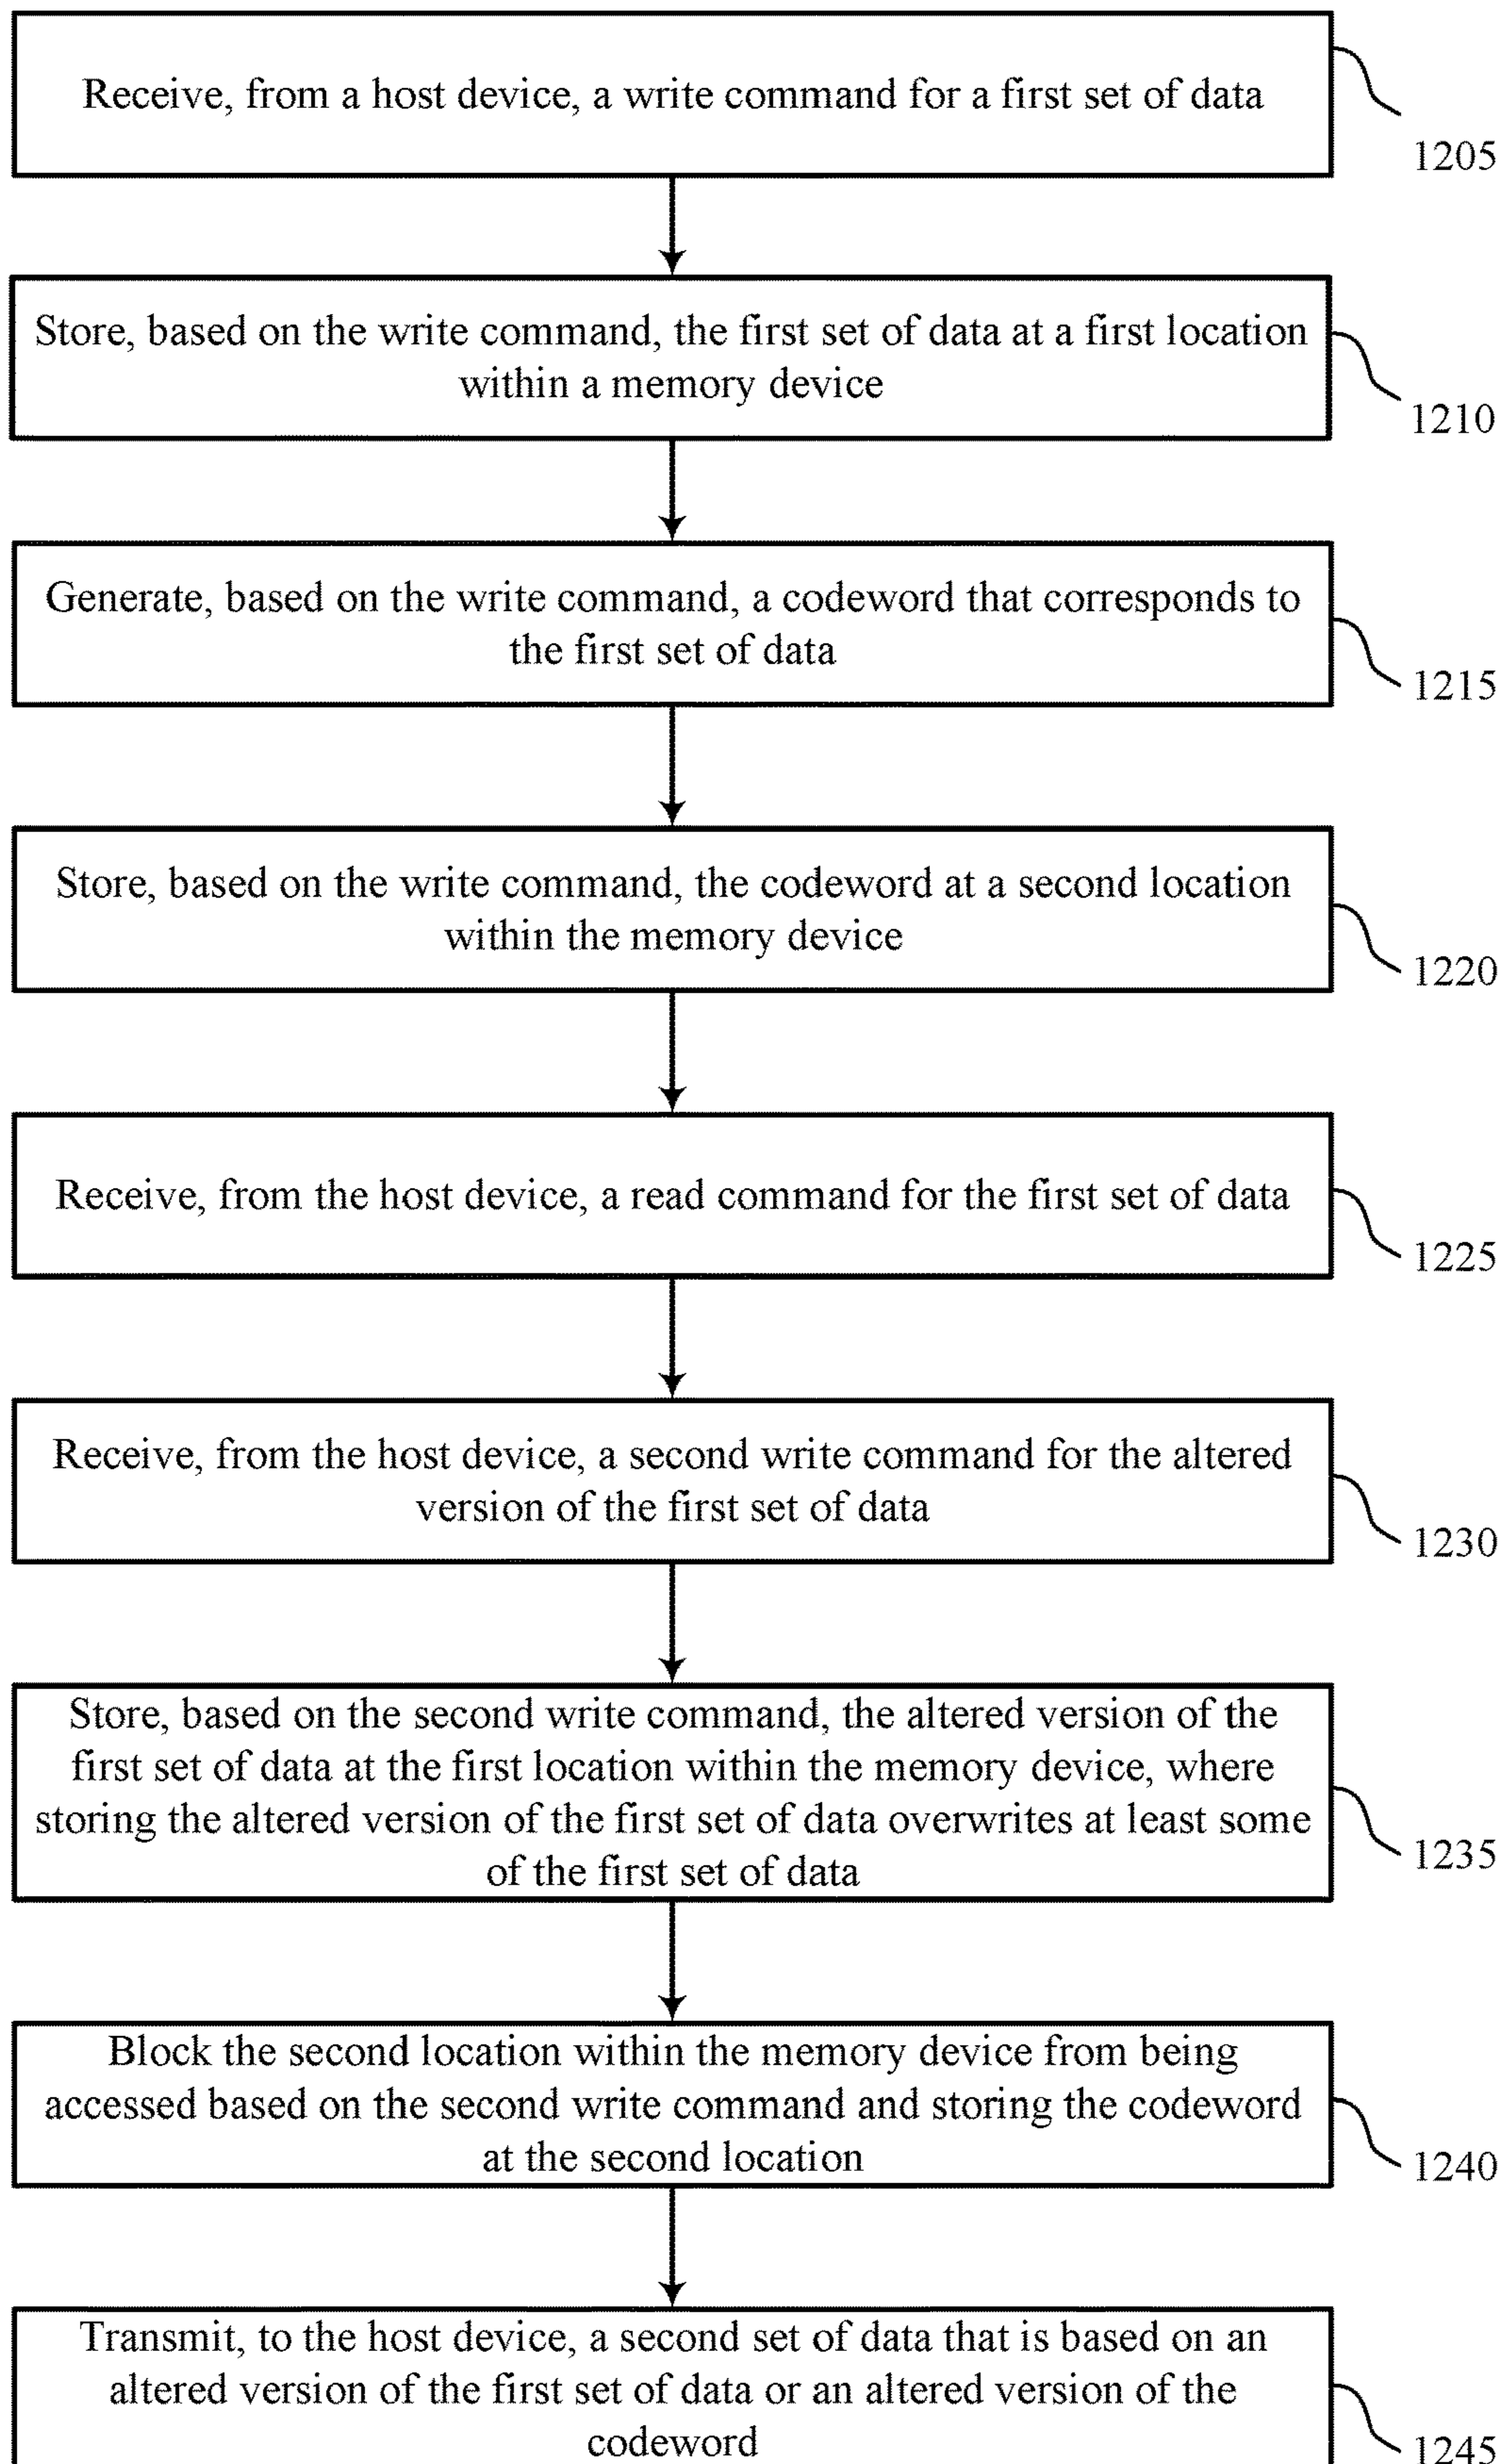 Receive, from a host device, a write command for a first set of data
1205
Store, based on the write command, the first set of data at a first location
within a memory device
1210
Generate, based on the write command, a codeword that corresponds to
the first set of data
1215
Store, based on the write command, the codeword at a second location
within the memory device
1220
Receive, from the host device, a read command for the first set of data
1225
Receive, from the host device, a second write command for the altered
version of the first set of data
1230
Store, based on the second write command, the altered version of the
first set of data at the first location within the memory device, where
storing the altered version of the first set of data overwrites at least some
of the first set of data
1235
Block the second location within the memory device from being
accessed based on the second write command and storing the codeword
at the second location
1240
Transmit, to the host device, a second set of data that is based on an
altered version of the first set of data or an altered version of the
codeword
1245